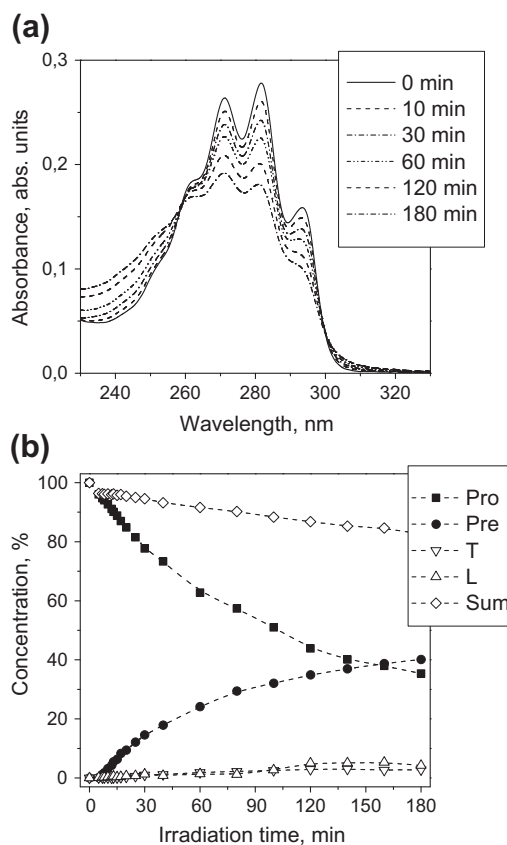 (a)
0,3
0,2
0,1
0,0
Absorbance, abs. units
0 min
10 min
30 min
60 min
120 min
180 min
240 260 280 300 320
Wavelength, nm
(b)
100
80
60
40
20
0
Concentration, %
Pro
Pre
T
L
Sum
0 30 60 90 120 150 180
Irradiation time, min